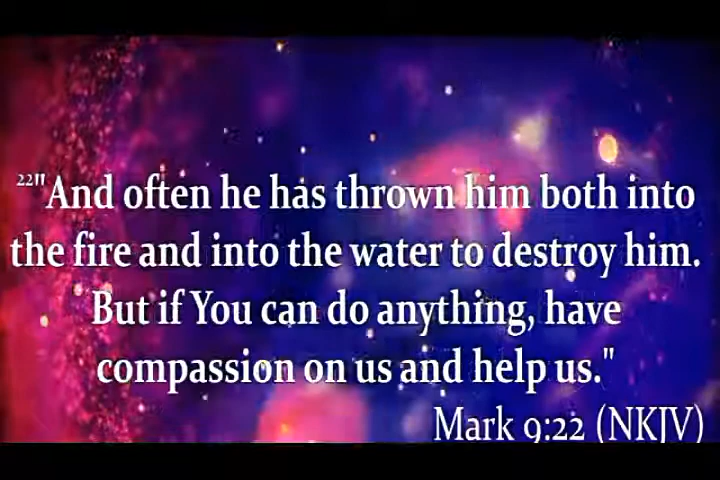 22"And often he has thrown him both into
the fire and into the water to destroy him.
But if You can do anything, have
compassion on us and help us."
Mark 9:22 (NKJV)